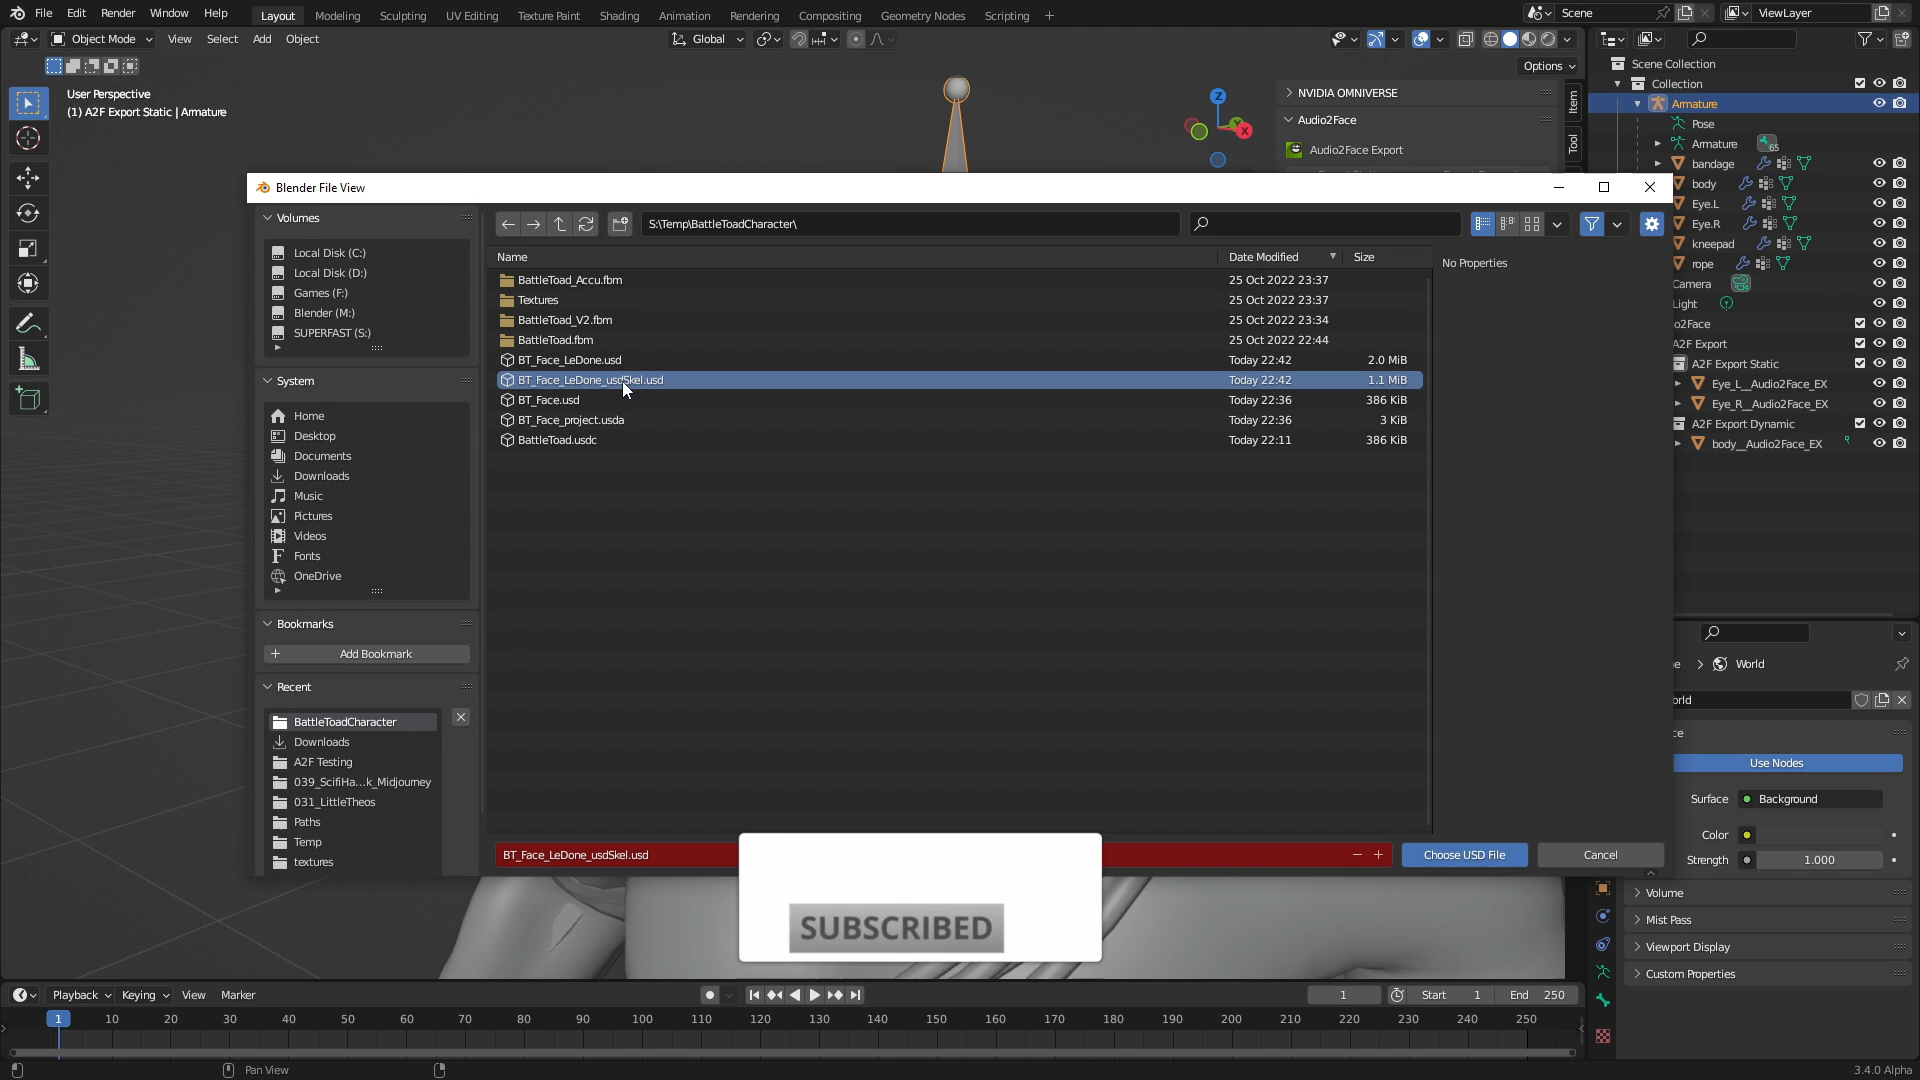 File Edit Render Window Help Layout Modeling Sculpting UV Editing Texture Paint Shading Animation Rendering Compositing Geometry Nodes Scripting + Scene ViewLayer
Object Mode View Select Add Object Global
Options
User Perspective
(1) A2F Export Static | Armature
NVIDIA OMNIVERSE
Audio2Face
Audio2Face Export
Item
Tool
Z
Y
X
Scene Collection
Collection
Armature
Pose
Armature 65
bandage
body
Eye.L
Eye.R
kneepad
rope
Camera
Light
o2Face
A2F Export
A2F Export Static
Eye_L__Audio2Face_EX
Eye_R__Audio2Face_EX
A2F Export Dynamic
body__Audio2Face_EX
Blender File View
Volumes
Local Disk (C:)
Local Disk (D:)
Games (F:)
Blender (M:)
SUPERFAST (S:)
System
Home
Desktop
Documents
Downloads
Music
Pictures
Videos
Fonts
OneDrive
Bookmarks
Add Bookmark
Recent
BattleToadCharacter
Downloads
A2F Testing
039_ScifiHa...k_Midjourney
031_LittleTheos
Paths
Temp
textures
S:\Temp\BattleToadCharacter\
Name Date Modified Size
BattleToad_Accu.fbm 25 Oct 2022 23:37
Textures 25 Oct 2022 23:37
BattleToad_V2.fbm 25 Oct 2022 23:34
BattleToad.fbm 25 Oct 2022 22:44
BT_Face_LeDone.usd Today 22:42 2.0 MiB
BT_Face_LeDone_usdSkel.usd Today 22:42 1.1 MiB
BT_Face.usd Today 22:36 386 KiB
BT_Face_project.usda Today 22:36 3 KiB
BattleToad.usdc Today 22:11 386 KiB
No Properties
BT_Face_LeDone_usdSkel.usd
Choose USD File
Cancel
SUBSCRIBED
World
orld
ce
Use Nodes
Surface Background
Color
Strength 1.000
Volume
Mist Pass
Viewport Display
Custom Properties
Playback Keying View Marker 1 Start 1 End 250
1 10 20 30 40 50 60 70 80 90 100 110 120 130 140 150 160 170 180 190 200 210 220 230 240 250
Pan View
3.4.0 Alpha